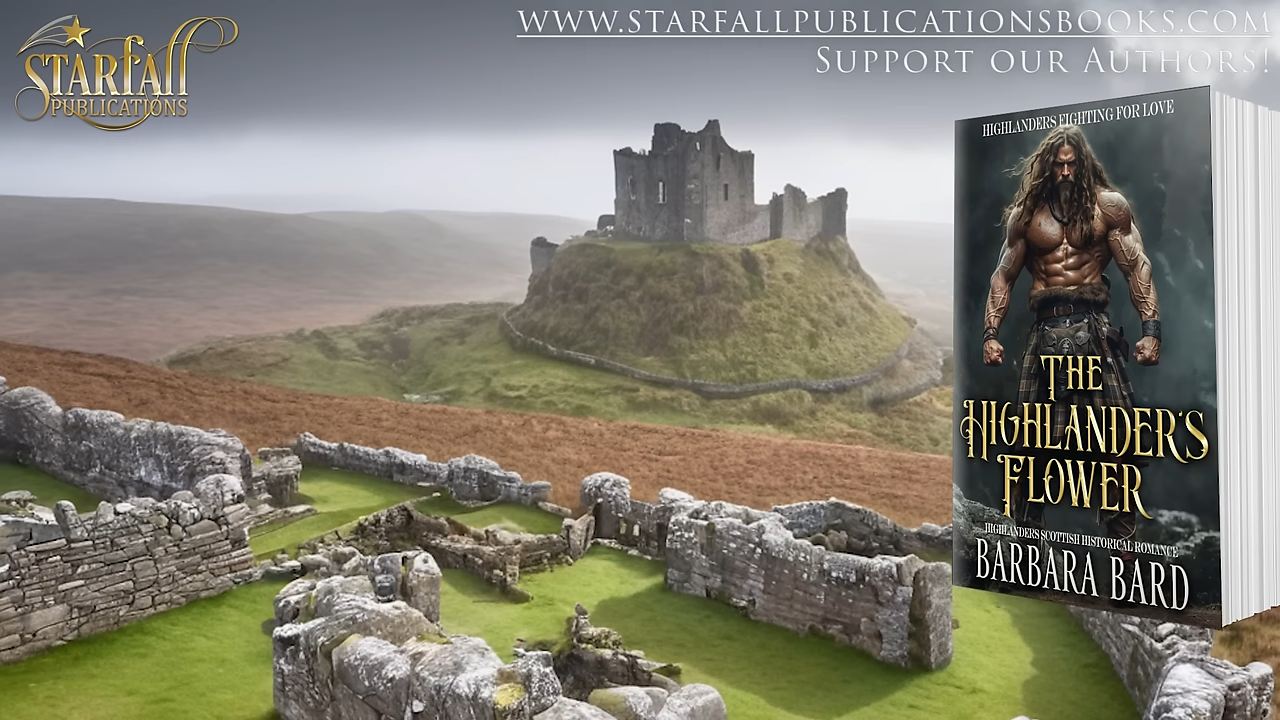 STARfall
PUBLICATIONS
WWW.STARFALLPUBLICATIONSBOOKS.COM
SUPPORT OUR AUTHORS!
HIGHLANDERS FIGHTING FOR LOVE
THE
HIGHLANDER'S
FLOWER
HIGHLANDERS SCOTTISH HISTORICAL ROMANCE
BARBARA BARD